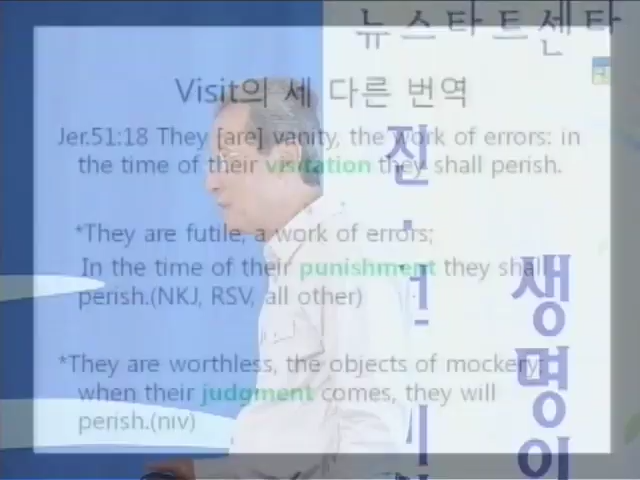 뉴스타트센타
Visit의 세 다른 번역
Jer.51:18 They [are] vanity, the work of errors: in
the time of their visitation they shall perish.
*They are futile, a work of errors;
In the time of their punishment they shall
perish.(NKJ, RSV, all other)
*They are worthless, the objects of mockery;
when their judgment comes, they will
perish.(niv)
진
생명의